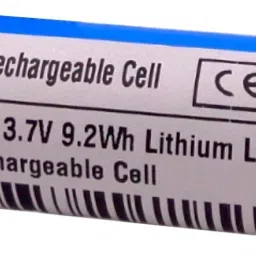 echargeable Cell CE
3.7V 9.2Wh Lithium L
hargeable Cell